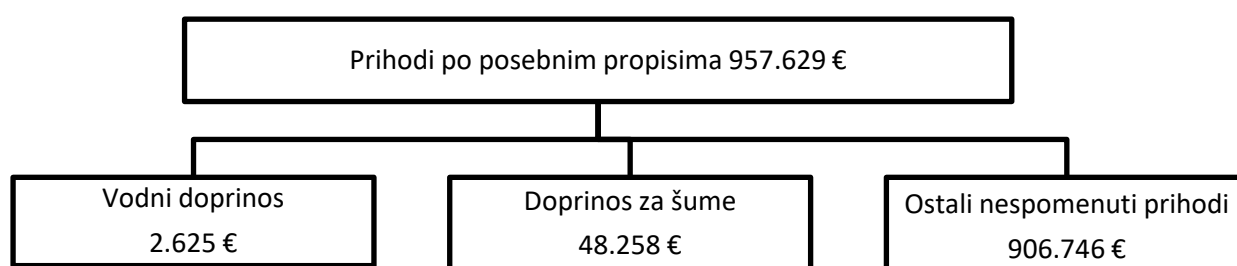 Prihodi po posebnim propisima 957.629 €
Vodni doprinos
2.625 €
Doprinos za šume
48.258 €
Ostali nespomenuti prihodi
906.746 €